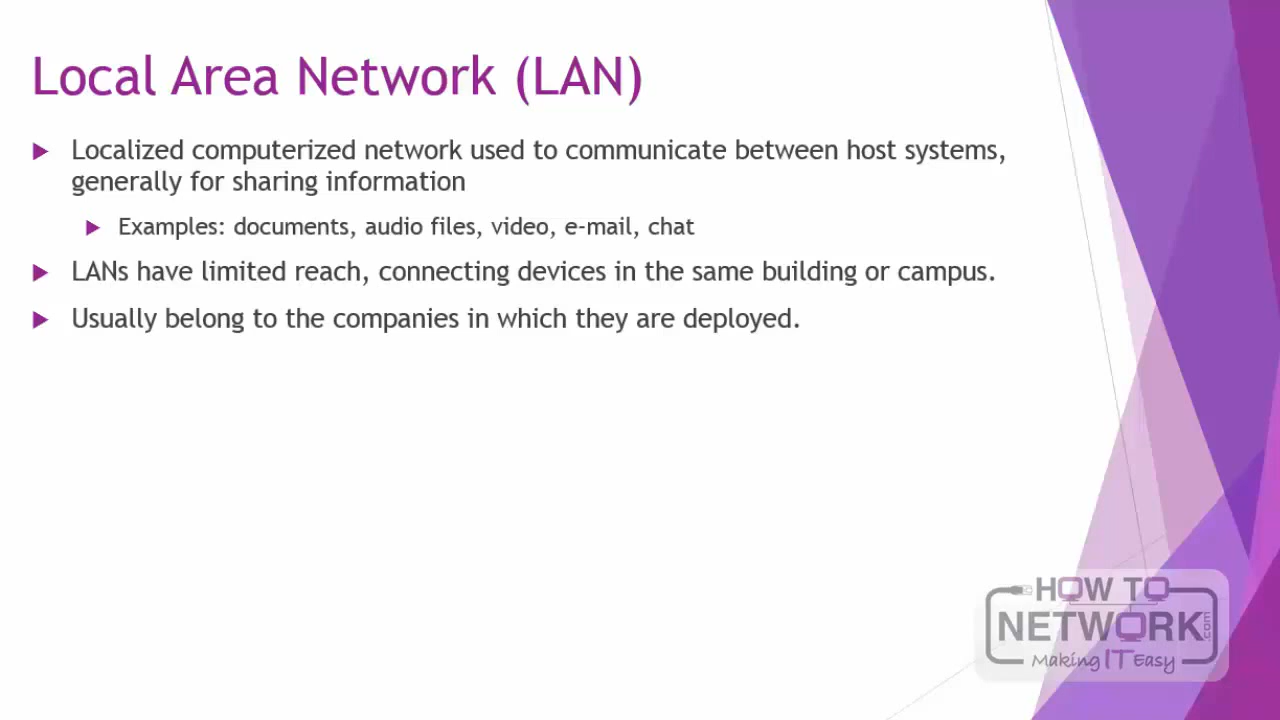 Local Area Network (LAN)
Localized computerized network used to communicate between host systems,
generally for sharing information
Examples: documents, audio files, video, e-mail, chat
LANs have limited reach, connecting devices in the same building or campus.
Usually belong to the companies in which they are deployed.
HOW TO
NETWORK.com
Making IT Easy